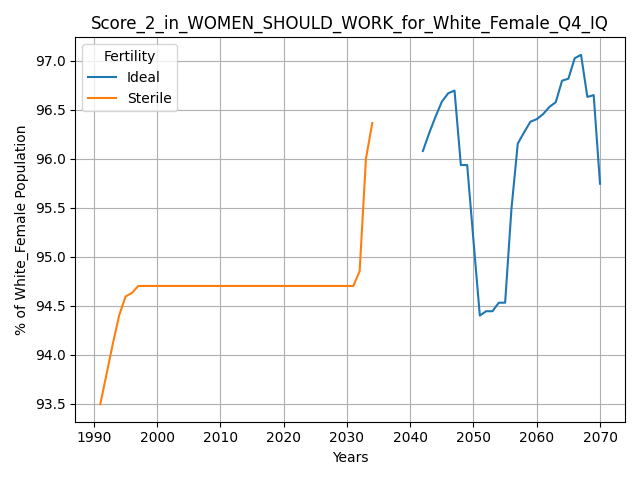 Score_2_in_WOMEN_SHOULD_WORK_for_White_Female_Q4_IQ
Fertility
Ideal
Sterile
% of White_Female Population
97.0
96.5
96.0
95.5
95.0
94.5
94.0
93.5
1990 2000 2010 2020 2030 2040 2050 2060 2070
Years